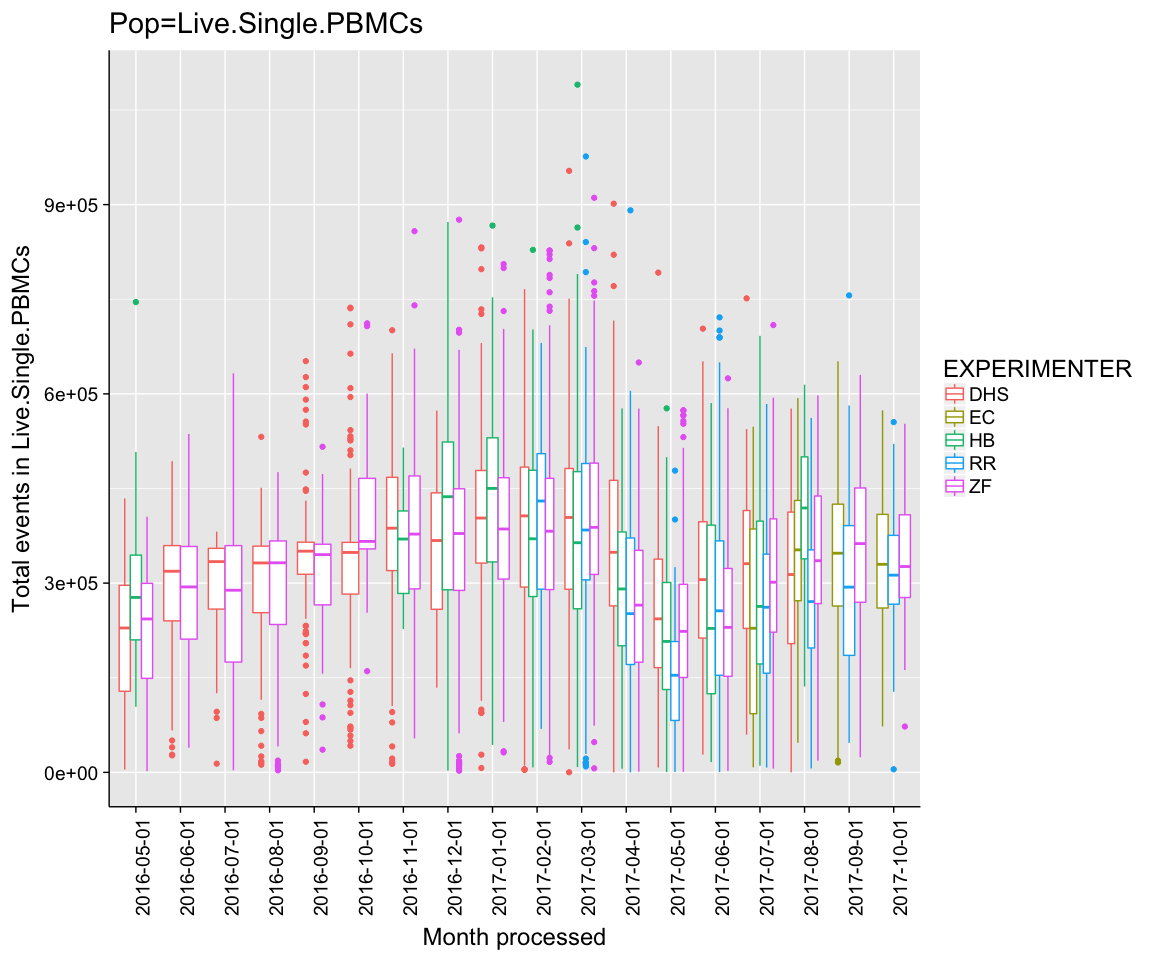 Pop=Live.Single.PBMCs
Total events in Live.Single.PBMCs
9e+05
6e+05
3e+05
0e+00
2016-05-01
2016-06-01
2016-07-01
2016-08-01
2016-09-01
2016-10-01
2016-11-01
2016-12-01
2017-01-01
2017-02-01
2017-03-01
2017-04-01
2017-05-01
2017-06-01
2017-07-01
2017-08-01
2017-09-01
2017-10-01
Month processed
EXPERIMENTER
DHS
EC
HB
RR
ZF